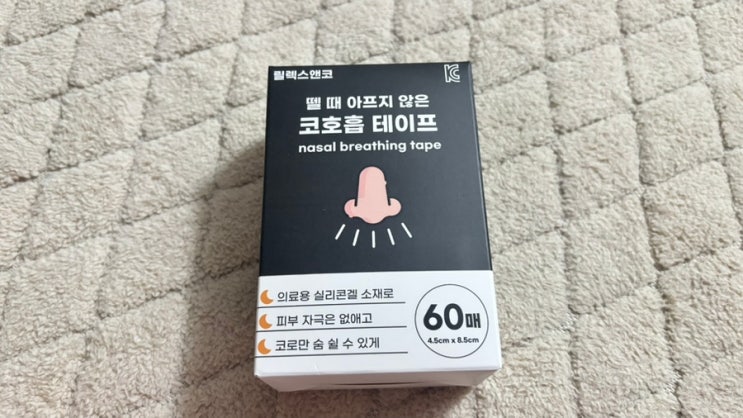 릴렉스앤코
KC
뗄 때 아프지 않은
코호흡 테이프
nasal breathing tape
의료용 실리콘겔 소재로
피부 자극은 없애고
코로만 숨 쉴 수 있게
60매
4.5cm x 8.5cm